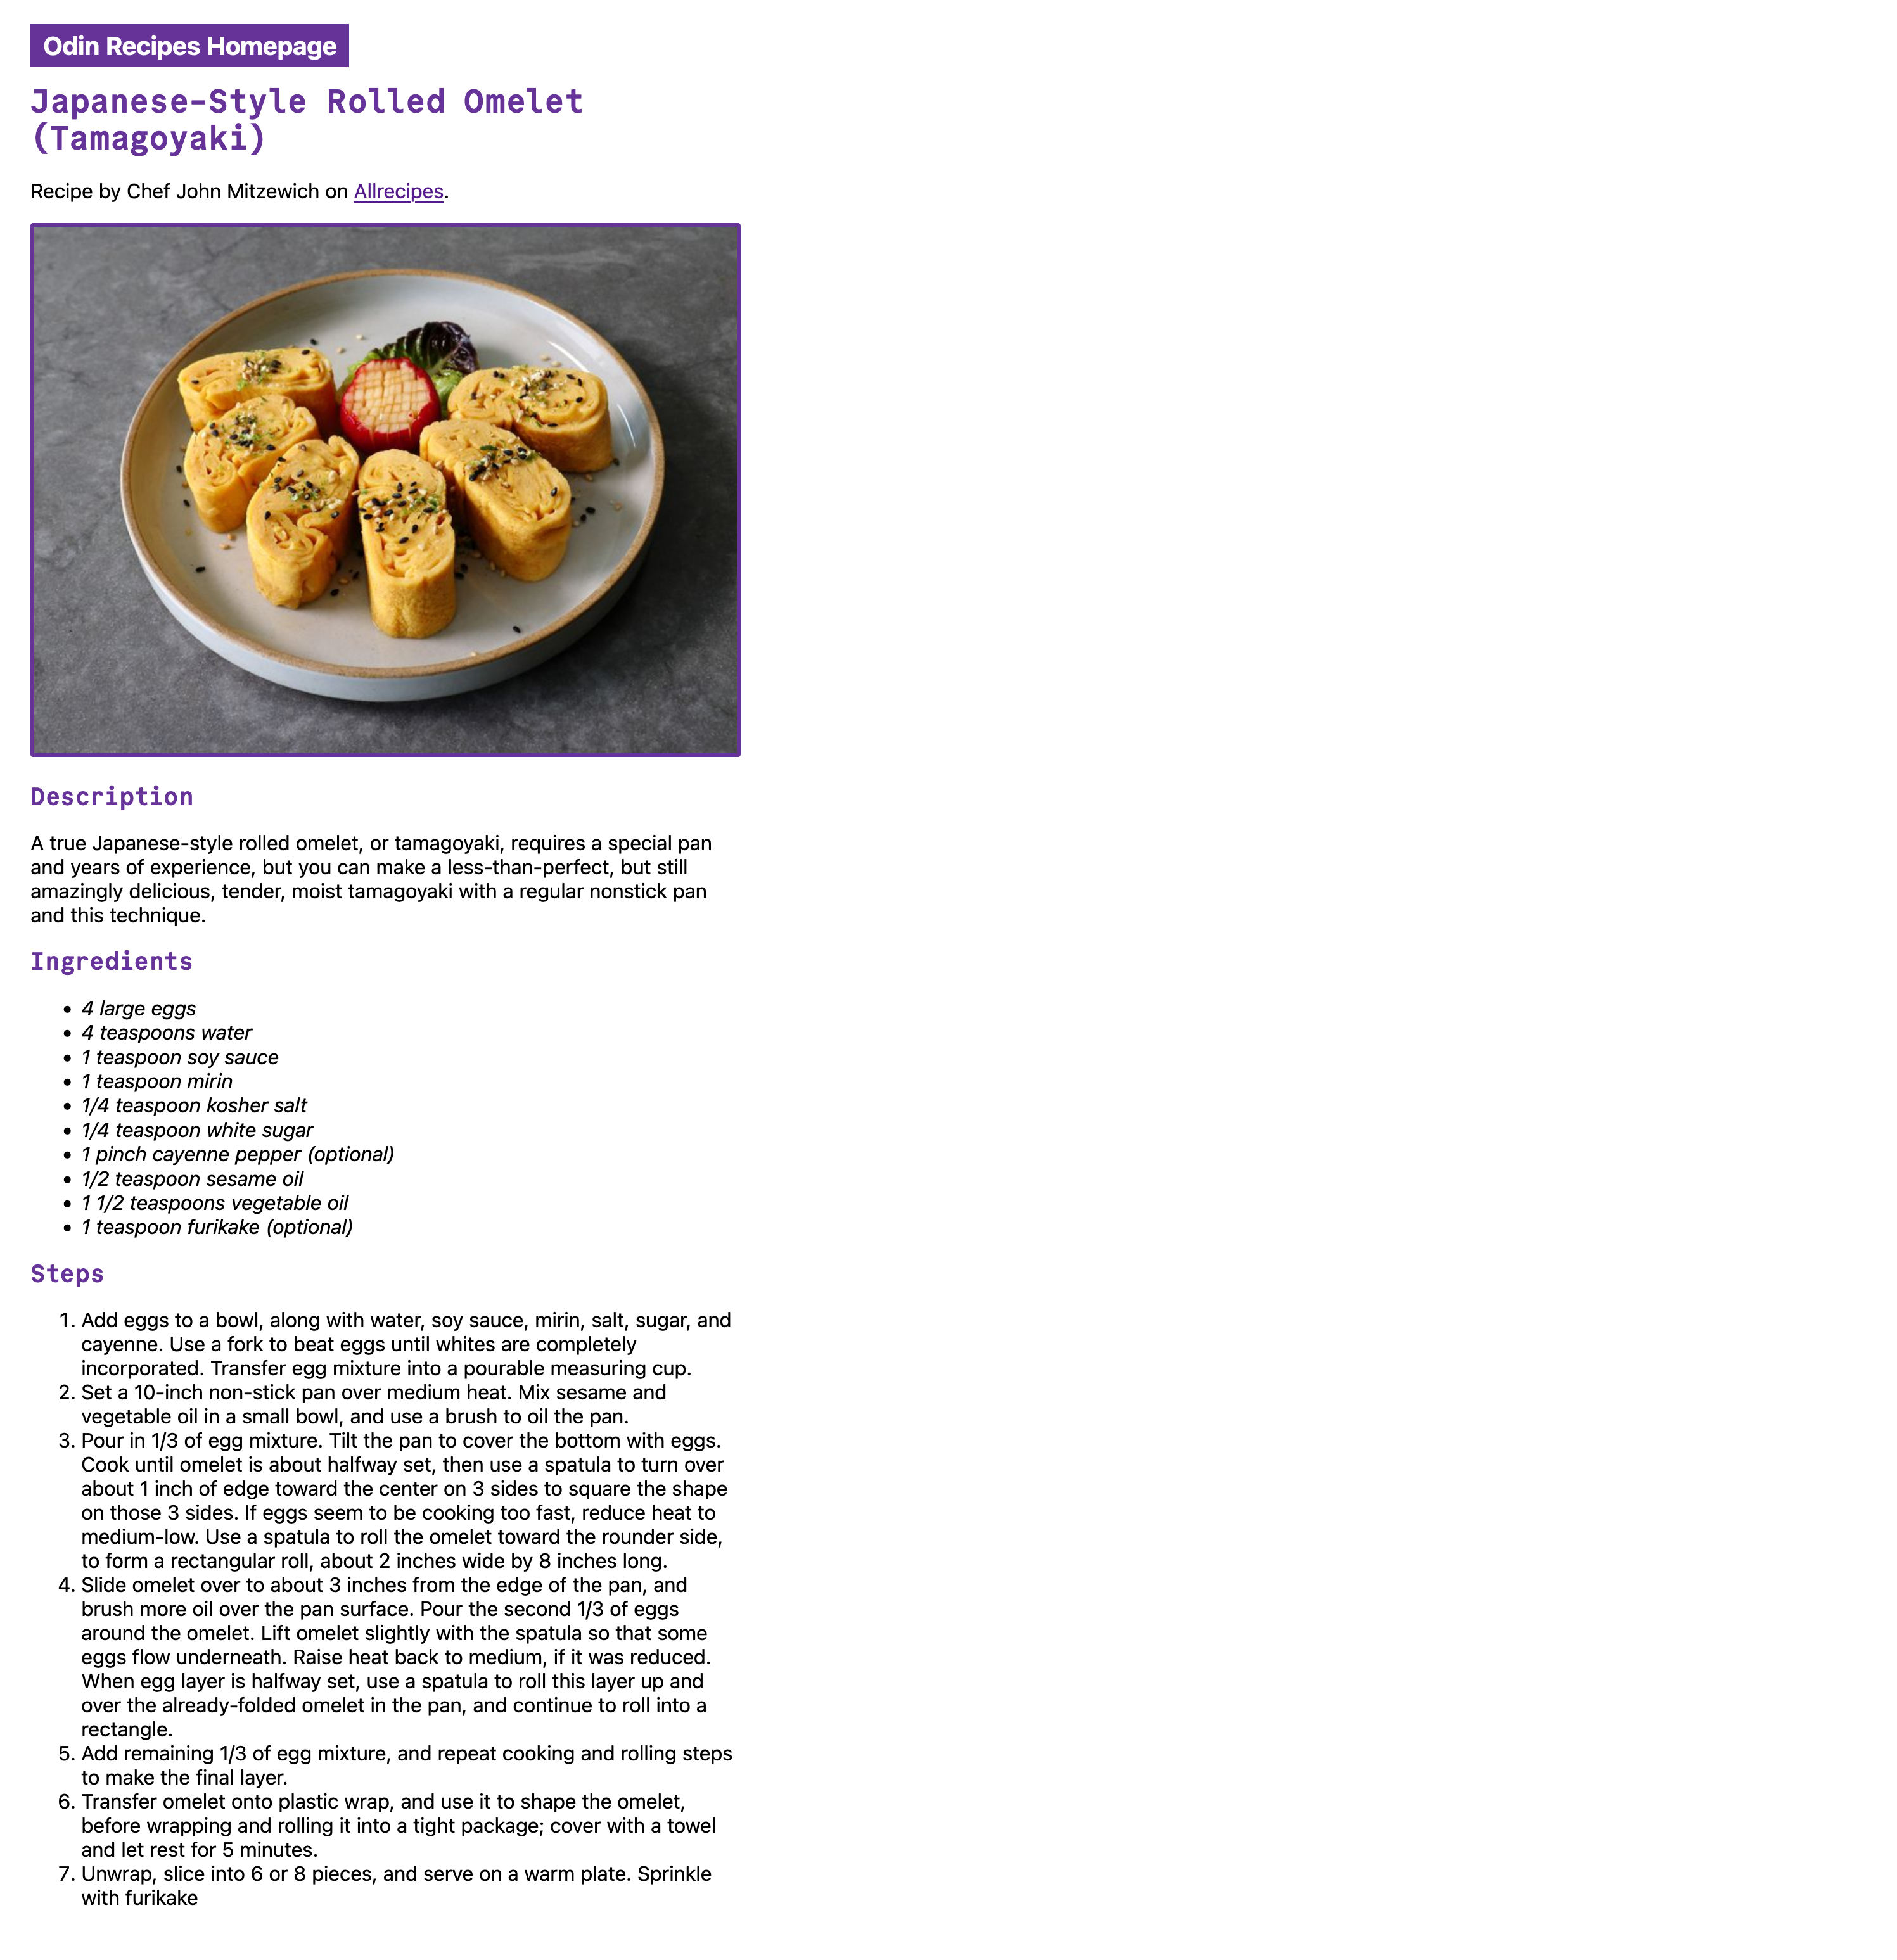 Odin Recipes Homepage
Japanese-Style Rolled Omelet
(Tamagoyaki)
Recipe by Chef John Mitzewich on Allrecipes.
Description
A true Japanese-style rolled omelet, or tamagoyaki, requires a special pan
and years of experience, but you can make a less-than-perfect, but still
amazingly delicious, tender, moist tamagoyaki with a regular nonstick pan
and this technique.
Ingredients
• 4 large eggs
• 4 teaspoons water
• 1 teaspoon soy sauce
• 1 teaspoon mirin
• 1/4 teaspoon kosher salt
• 1/4 teaspoon white sugar
• 1 pinch cayenne pepper (optional)
• 1/2 teaspoon sesame oil
• 1 1/2 teaspoons vegetable oil
• 1 teaspoon furikake (optional)
Steps
1. Add eggs to a bowl, along with water, soy sauce, mirin, salt, sugar, and
cayenne. Use a fork to beat eggs until whites are completely
incorporated. Transfer egg mixture into a pourable measuring cup.
2. Set a 10-inch non-stick pan over medium heat. Mix sesame and
vegetable oil in a small bowl, and use a brush to oil the pan.
3. Pour in 1/3 of egg mixture. Tilt the pan to cover the bottom with eggs.
Cook until omelet is about halfway set, then use a spatula to turn over
about 1 inch of edge toward the center on 3 sides to square the shape
on those 3 sides. If eggs seem to be cooking too fast, reduce heat to
medium-low. Use a spatula to roll the omelet toward the rounder side,
to form a rectangular roll, about 2 inches wide by 8 inches long.
4. Slide omelet over to about 3 inches from the edge of the pan, and
brush more oil over the pan surface. Pour the second 1/3 of eggs
around the omelet. Lift omelet slightly with the spatula so that some
eggs flow underneath. Raise heat back to medium, if it was reduced.
When egg layer is halfway set, use a spatula to roll this layer up and
over the already-folded omelet in the pan, and continue to roll into a
rectangle.
5. Add remaining 1/3 of egg mixture, and repeat cooking and rolling steps
to make the final layer.
6. Transfer omelet onto plastic wrap, and use it to shape the omelet,
before wrapping and rolling it into a tight package; cover with a towel
and let rest for 5 minutes.
7. Unwrap, slice into 6 or 8 pieces, and serve on a warm plate. Sprinkle
with furikake